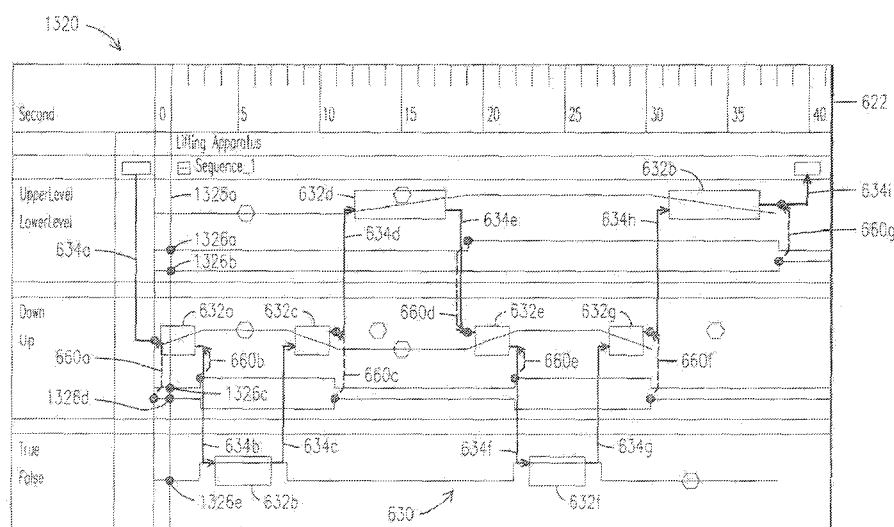 1320
Second 0 5 10 15 20 25 30 35 40
622
Lifting Apparatus
Sequence_1
UpperLevel
LowerLevel
1325a
632d
632b
634i
634a
634d
634e
634h
660g
1326a
1326b
Down
Up
632a
632c
660d
632e
632g
660a
660b
660c
660e
660f
1326c
1326d
True
False
634b
634c
634f
634g
1326e
632b
630
632f